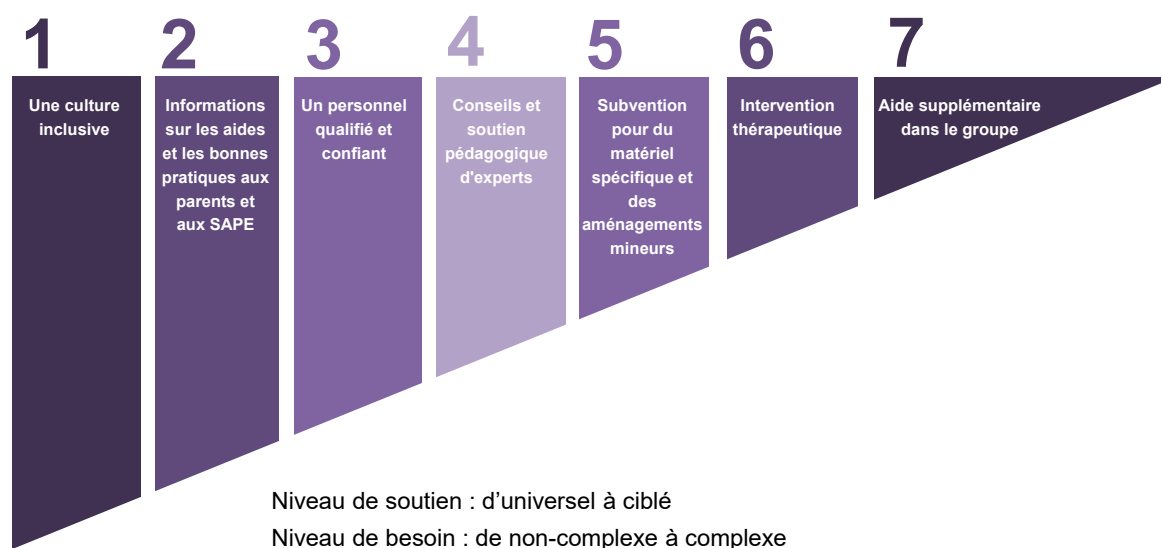 1
Une culture
inclusive
2
Informations
sur les aides
et les bonnes
pratiques aux
parents et
aux SAPE
3
Un personnel
qualifié et
confiant
4
Conseils et
soutien
pédagogique
d'experts
5
Subvention
pour du
matériel
spécifique et
des
aménagements
mineurs
6
Intervention
thérapeutique
7
Aide supplémentaire
dans le groupe
Niveau de soutien : d’universel à ciblé
Niveau de besoin : de non-complexe à complexe